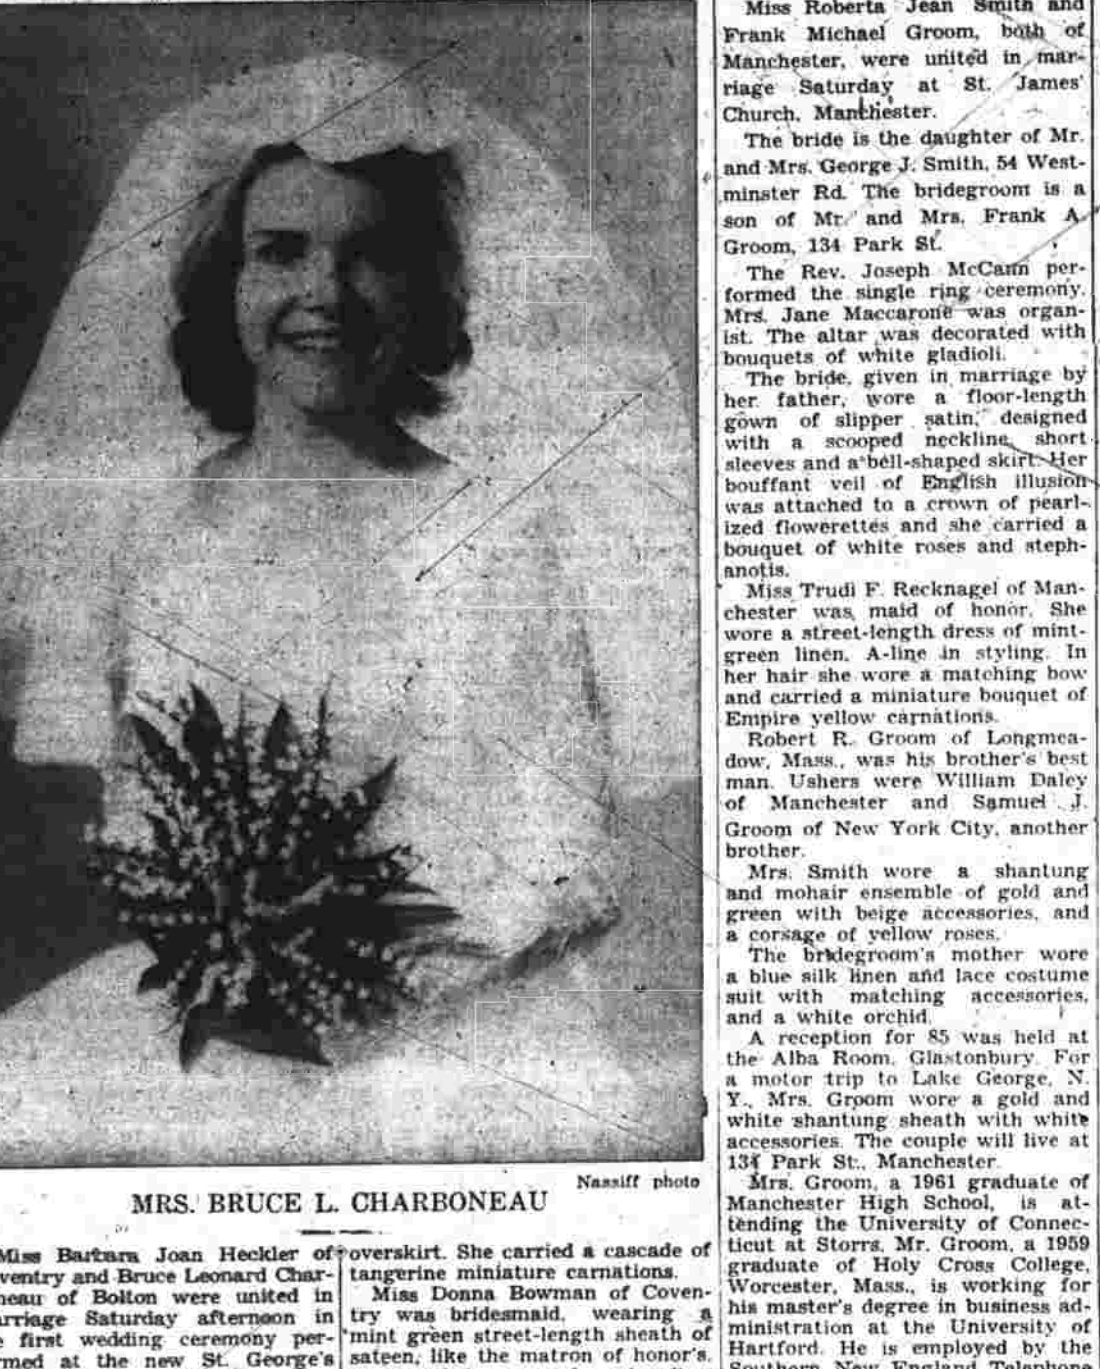 Nassiff photo
MRS. BRUCE L. CHARBONEAU
Miss Barbara Joan Heckler of
ventry and Bruce Leonard Char-
neau of Bolton were united in
rriage Saturday afternoon in
first wedding ceremony per-
med at the new St. George's
overskirt. She carried a cascade of
tangerine miniature carnations.
Miss Donna Bowman of Coven-
try was bridesmaid, wearing a
mint green street-length sheath of
sateen, like the matron of honor's.
Miss Roberta Jean Smith and
Frank Michael Groom, both of
Manchester, were united in mar-
riage Saturday at St. James'
Church, Manchester.
The bride is the daughter of Mr.
and Mrs. George J. Smith, 54 West-
minster Rd. The bridegroom is a
son of Mr. and Mrs. Frank A.
Groom, 134 Park St.
The Rev. Joseph McCann per-
formed the single ring ceremony.
Mrs. Jane Maccarone was organ-
ist. The altar was decorated with
bouquets of white gladioli.
The bride, given in marriage by
her father, wore a floor-length
gown of slipper satin, designed
with a scooped neckline, short
sleeves and a bell-shaped skirt. Her
bouffant veil of English illusion
was attached to a crown of pearl-
ized flowerettes and she carried a
bouquet of white roses and steph-
anotis.
Miss Trudi F. Recknagel of Man-
chester was maid of honor. She
wore a street-length dress of mint-
green linen, A-line in styling. In
her hair she wore a matching bow
and carried a miniature bouquet of
Empire yellow carnations.
Robert R. Groom of Longmea-
dow, Mass., was his brother's best
man. Ushers were William Daley
of Manchester and Samuel J.
Groom of New York City, another
brother.
Mrs. Smith wore a shantung
and mohair ensemble of gold and
green with beige accessories, and
a corsage of yellow roses.
The bridegroom's mother wore
a blue silk linen and lace costume
suit with matching accessories,
and a white orchid.
A reception for 85 was held at
the Alba Room, Glastonbury. For
a motor trip to Lake George, N.
Y., Mrs. Groom wore a gold and
white shantung sheath with white
accessories. The couple will live at
134 Park St., Manchester.
Mrs. Groom, a 1961 graduate of
Manchester High School, is at-
tending the University of Connec-
ticut at Storrs. Mr. Groom, a 1959
graduate of Holy Cross College,
Worcester, Mass., is working for
his master's degree in business ad-
ministration at the University of
Hartford. He is employed by the
Southern New England Telephone